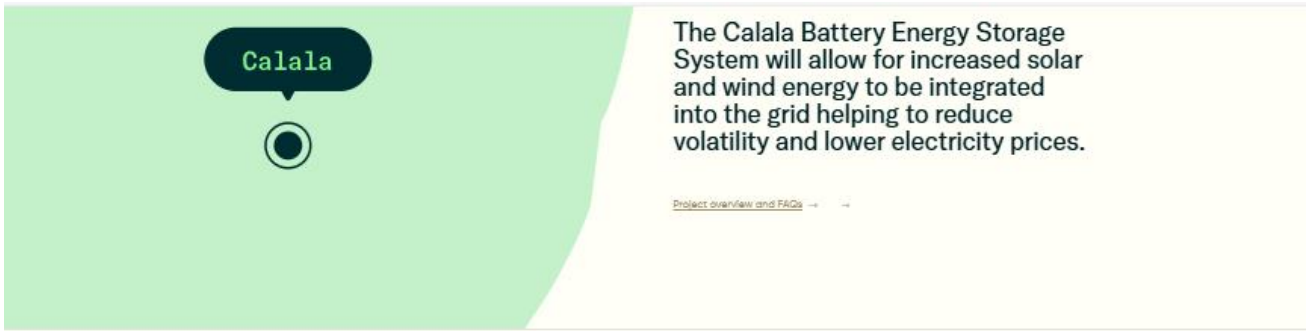 Calala
The Calala Battery Energy Storage
System will allow for increased solar
and wind energy to be integrated
into the grid helping to reduce
volatility and lower electricity prices.
Project overview and FAQs → →